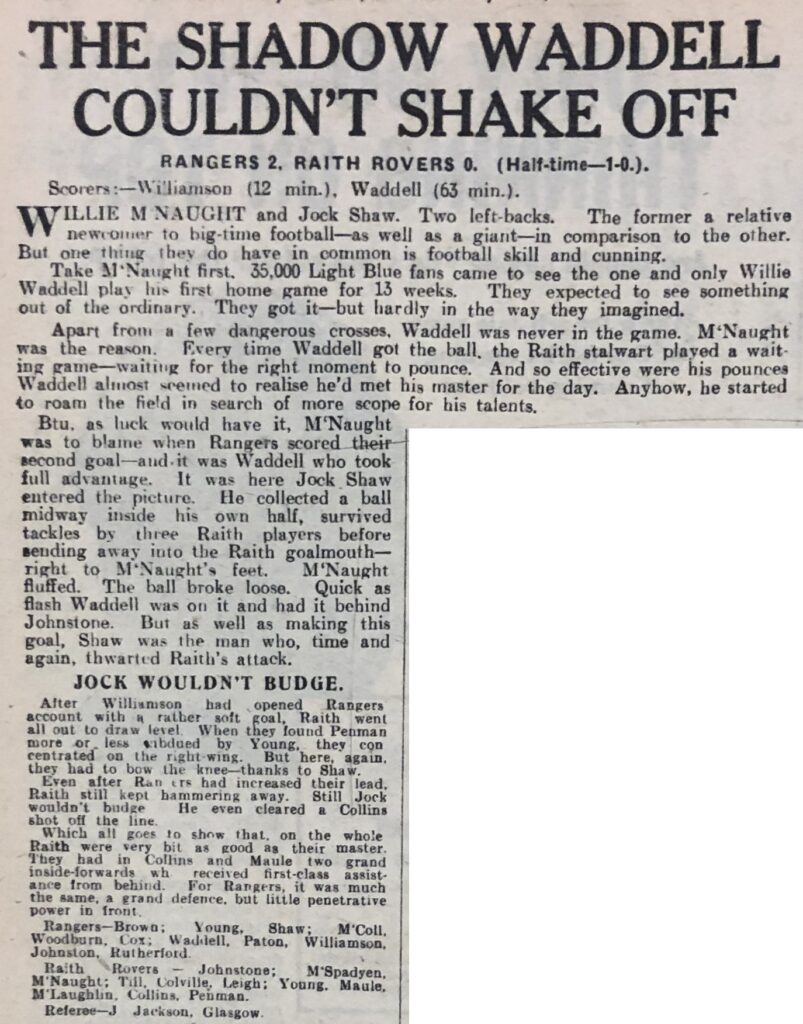 THE SHADOW WADDELL
COULDN'T SHAKE OFF
RANGERS 2, RAITH ROVERS 0. (Half-time—1-0.).
Scorers:—Williamson (12 min.), Waddell (63 min.).
WILLIE M'NAUGHT and Jock Shaw. Two left-backs. The former a relative
newcomer to big-time football—as well as a giant—in comparison to the other.
But one thing they do have in common is football skill and cunning.
Take M'Naught first. 35,000 Light Blue fans came to see the one and only Willie
Waddell play his first home game for 13 weeks. They expected to see something
out of the ordinary. They got it—but hardly in the way they imagined.
Apart from a few dangerous crosses, Waddell was never in the game. M'Naught
was the reason. Every time Waddell got the ball, the Raith stalwart played a wait-
ing game—waiting for the right moment to pounce. And so effective were his pounces
Waddell almost seemed to realise he'd met his master for the day. Anyhow, he started
to roam the field in search of more scope for his talents.
Btu, as luck would have it, M'Naught
was to blame when Rangers scored their
second goal—and it was Waddell who took
full advantage. It was here Jock Shaw
entered the picture. He collected a ball
midway inside his own half, survived
tackles by three Raith players before
sending away into the Raith goalmouth—
right to M'Naught's feet. M'Naught
fluffed. The ball broke loose. Quick as
flash Waddell was on it and had it behind
Johnstone. But as well as making this
goal, Shaw was the man who, time and
again, thwarted Raith's attack.
JOCK WOULDN'T BUDGE.
After Williamson had opened Rangers
account with a rather soft goal, Raith went
all out to draw level. When they found Penman
more or less subdued by Young, they con
centrated on the right-wing. But here, again,
they had to bow the knee—thanks to Shaw.
Even after Ran ers had increased their lead,
Raith still kept hammering away. Still Jock
wouldn't budge He even cleared a Collins
shot off the line.
Which all goes to show that, on the whole
Raith were very bit as good as their master.
They had in Collins and Maule two grand
inside-forwards wh received first-class assist-
ance from behind. For Rangers, it was much
the same, a grand defence, but little penetrative
power in front.
Rangers—Brown; Young, Shaw; M'Coll,
Woodburn, Cox; Waddell, Paton, Williamson,
Johnston, Rutherford.
Raith Rovers — Johnstone; M'Spadyen,
M'Naught; Till, Colville, Leigh; Young, Maule,
M'Laughlin, Collins, Penman.
Referee—J Jackson, Glasgow.